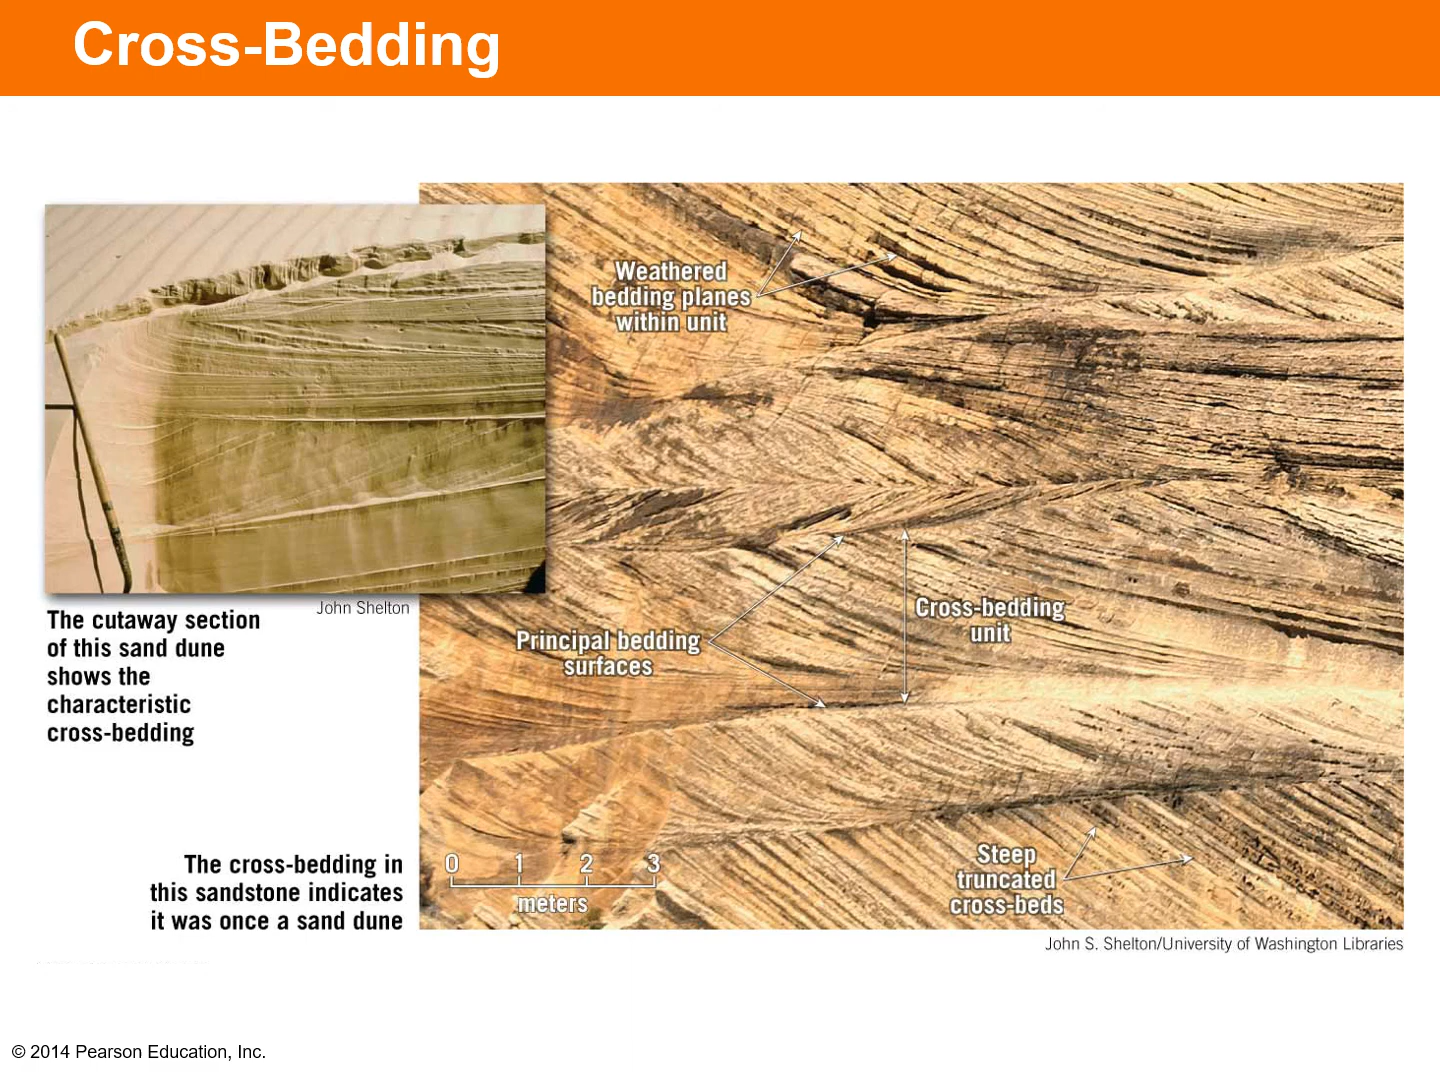 Cross-Bedding
Weathered
bedding planes
within unit
John Shelton
The cutaway section
of this sand dune
shows the
characteristic
cross-bedding
Principal bedding
surfaces
Cross-bedding
unit
The cross-bedding in
this sandstone indicates
it was once a sand dune
0 1 2 3
meters
Steep
truncated
cross-beds
John S. Shelton/University of Washington Libraries
© 2014 Pearson Education, Inc.